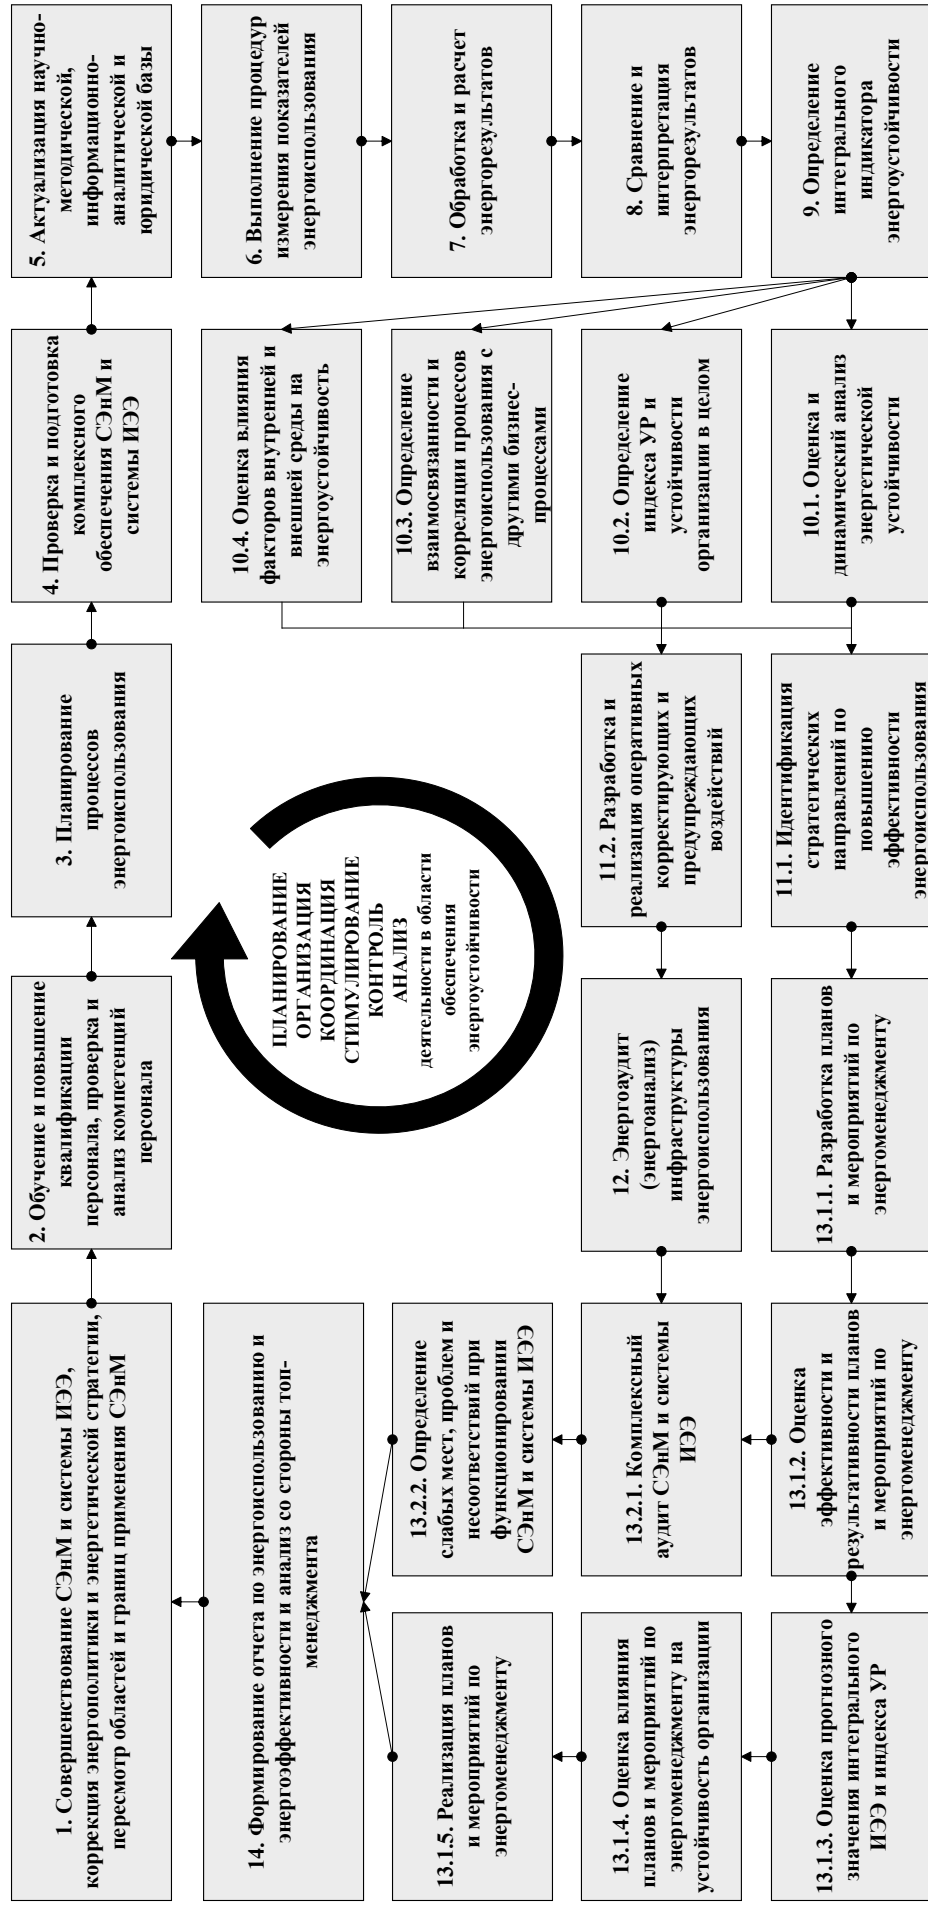 1. Совершенствование СЭнМ и системы ИЭЭ,
коррекция энергополитики и энергетической стратегии,
пересмотр областей и границ применения СЭнМ
2. Обучение и повышение
квалификации
персонала, проверка и
анализ компетенций
персонала
3. Планирование
процессов
энергоиспользования
4. Проверка и подготовка
комплексного
обеспечения СЭнМ и
системы ИЭЭ
5. Актуализация научно-
методической,
информационно-
аналитической и
юридической базы
6. Выполнение процедур
измерения показателей
энергоиспользования
7. Обработка и расчет
энергорезультатов
8. Сравнение и
интерпретация
энергорезультатов
9. Определение
интегрального
индикатора
энергоустойчивости
10.4. Оценка влияния
факторов внутренней и
внешней среды на
энергоустойчивость
10.3. Определение
взаимосвязанности и
корреляции процессов
энергоиспользования с
другими бизнес-
процессами
10.2. Определение
индекса УР и
устойчивости
организации в целом
10.1. Оценка и
динамический анализ
энергетической
устойчивости
ПЛАНИРОВАНИЕ
ОРГАНИЗАЦИЯ
КООРДИНАЦИЯ
СТИМУЛИРОВАНИЕ
КОНТРОЛЬ
АНАЛИЗ
деятельности в области
обеспечения
энергоустойчивости
11.2. Разработка и
реализация оперативных
корректирующих и
предупреждающих
воздействий
11.1. Идентификация
стратегических
направлений по
повышению
эффективности
энергоиспользования
12. Энергоаудит
(энергоанализ)
инфраструктуры
энергоиспользования
13.1.1. Разработка планов
и мероприятий по
энергоменеджменту
14. Формирование отчета по энергоиспользованию и
энергоэффективности и анализ со стороны топ-
менеджмента
13.2.2. Определение
слабых мест, проблем и
несоответствий при
функционировании
СЭнМ и системы ИЭЭ
13.2.1. Комплексный
аудит СЭнМ и системы
ИЭЭ
13.1.2. Оценка
эффективности и
результативности планов
и мероприятий по
энергоменеджменту
13.1.5. Реализация планов
и мероприятий по
энергоменеджменту
13.1.4. Оценка влияния
планов и мероприятий по
энергоменеджменту на
устойчивость организации
13.1.3. Оценка прогнозного
значения интегрального
ИЭЭ и индекса УР